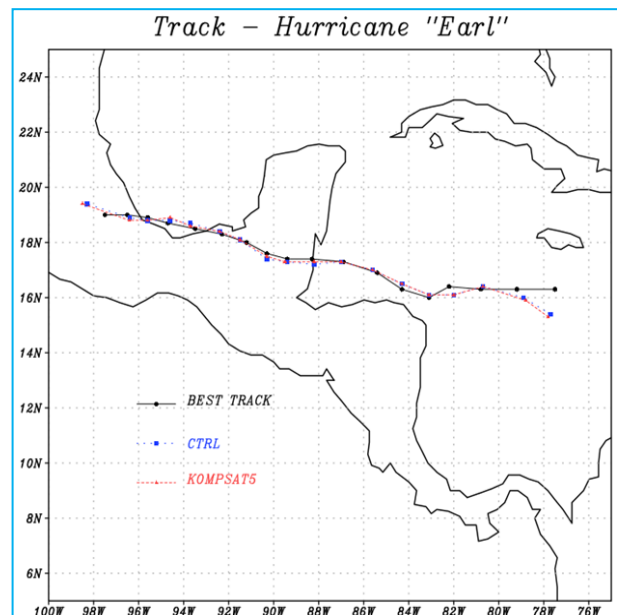 Track – Hurricane "Earl"
24N
22N
20N
18N
16N
14N
12N
10N
8N
6N
BEST TRACK
CTRL
KOMPSAT5
100W 98W 96W 94W 92W 90W 88W 86W 84W 82W 80W 78W 76W